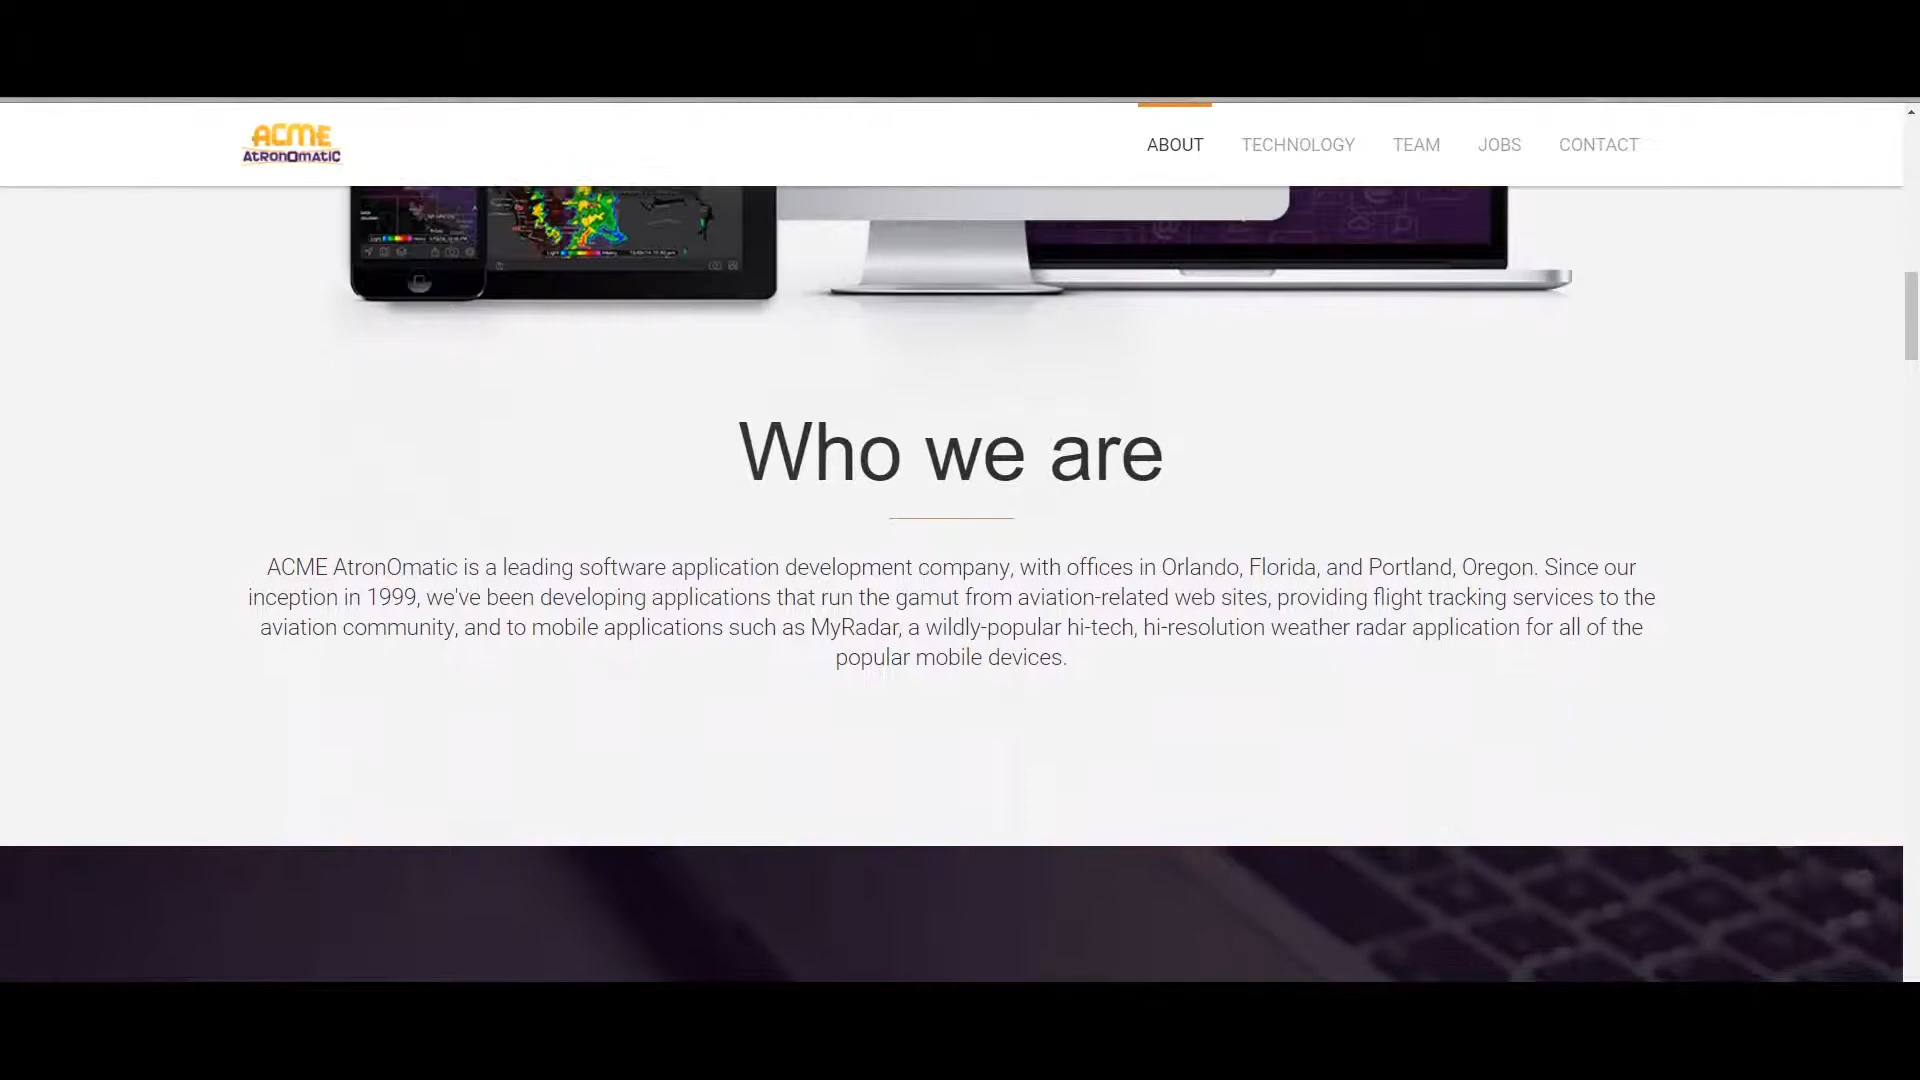 ACME
AtronOmatic
ABOUT TECHNOLOGY TEAM JOBS CONTACT
Who we are
ACME AtronOmatic is a leading software application development company, with offices in Orlando, Florida, and Portland, Oregon. Since our
inception in 1999, we've been developing applications that run the gamut from aviation-related web sites, providing flight tracking services to the
aviation community, and to mobile applications such as MyRadar, a wildly-popular hi-tech, hi-resolution weather radar application for all of the
popular mobile devices.